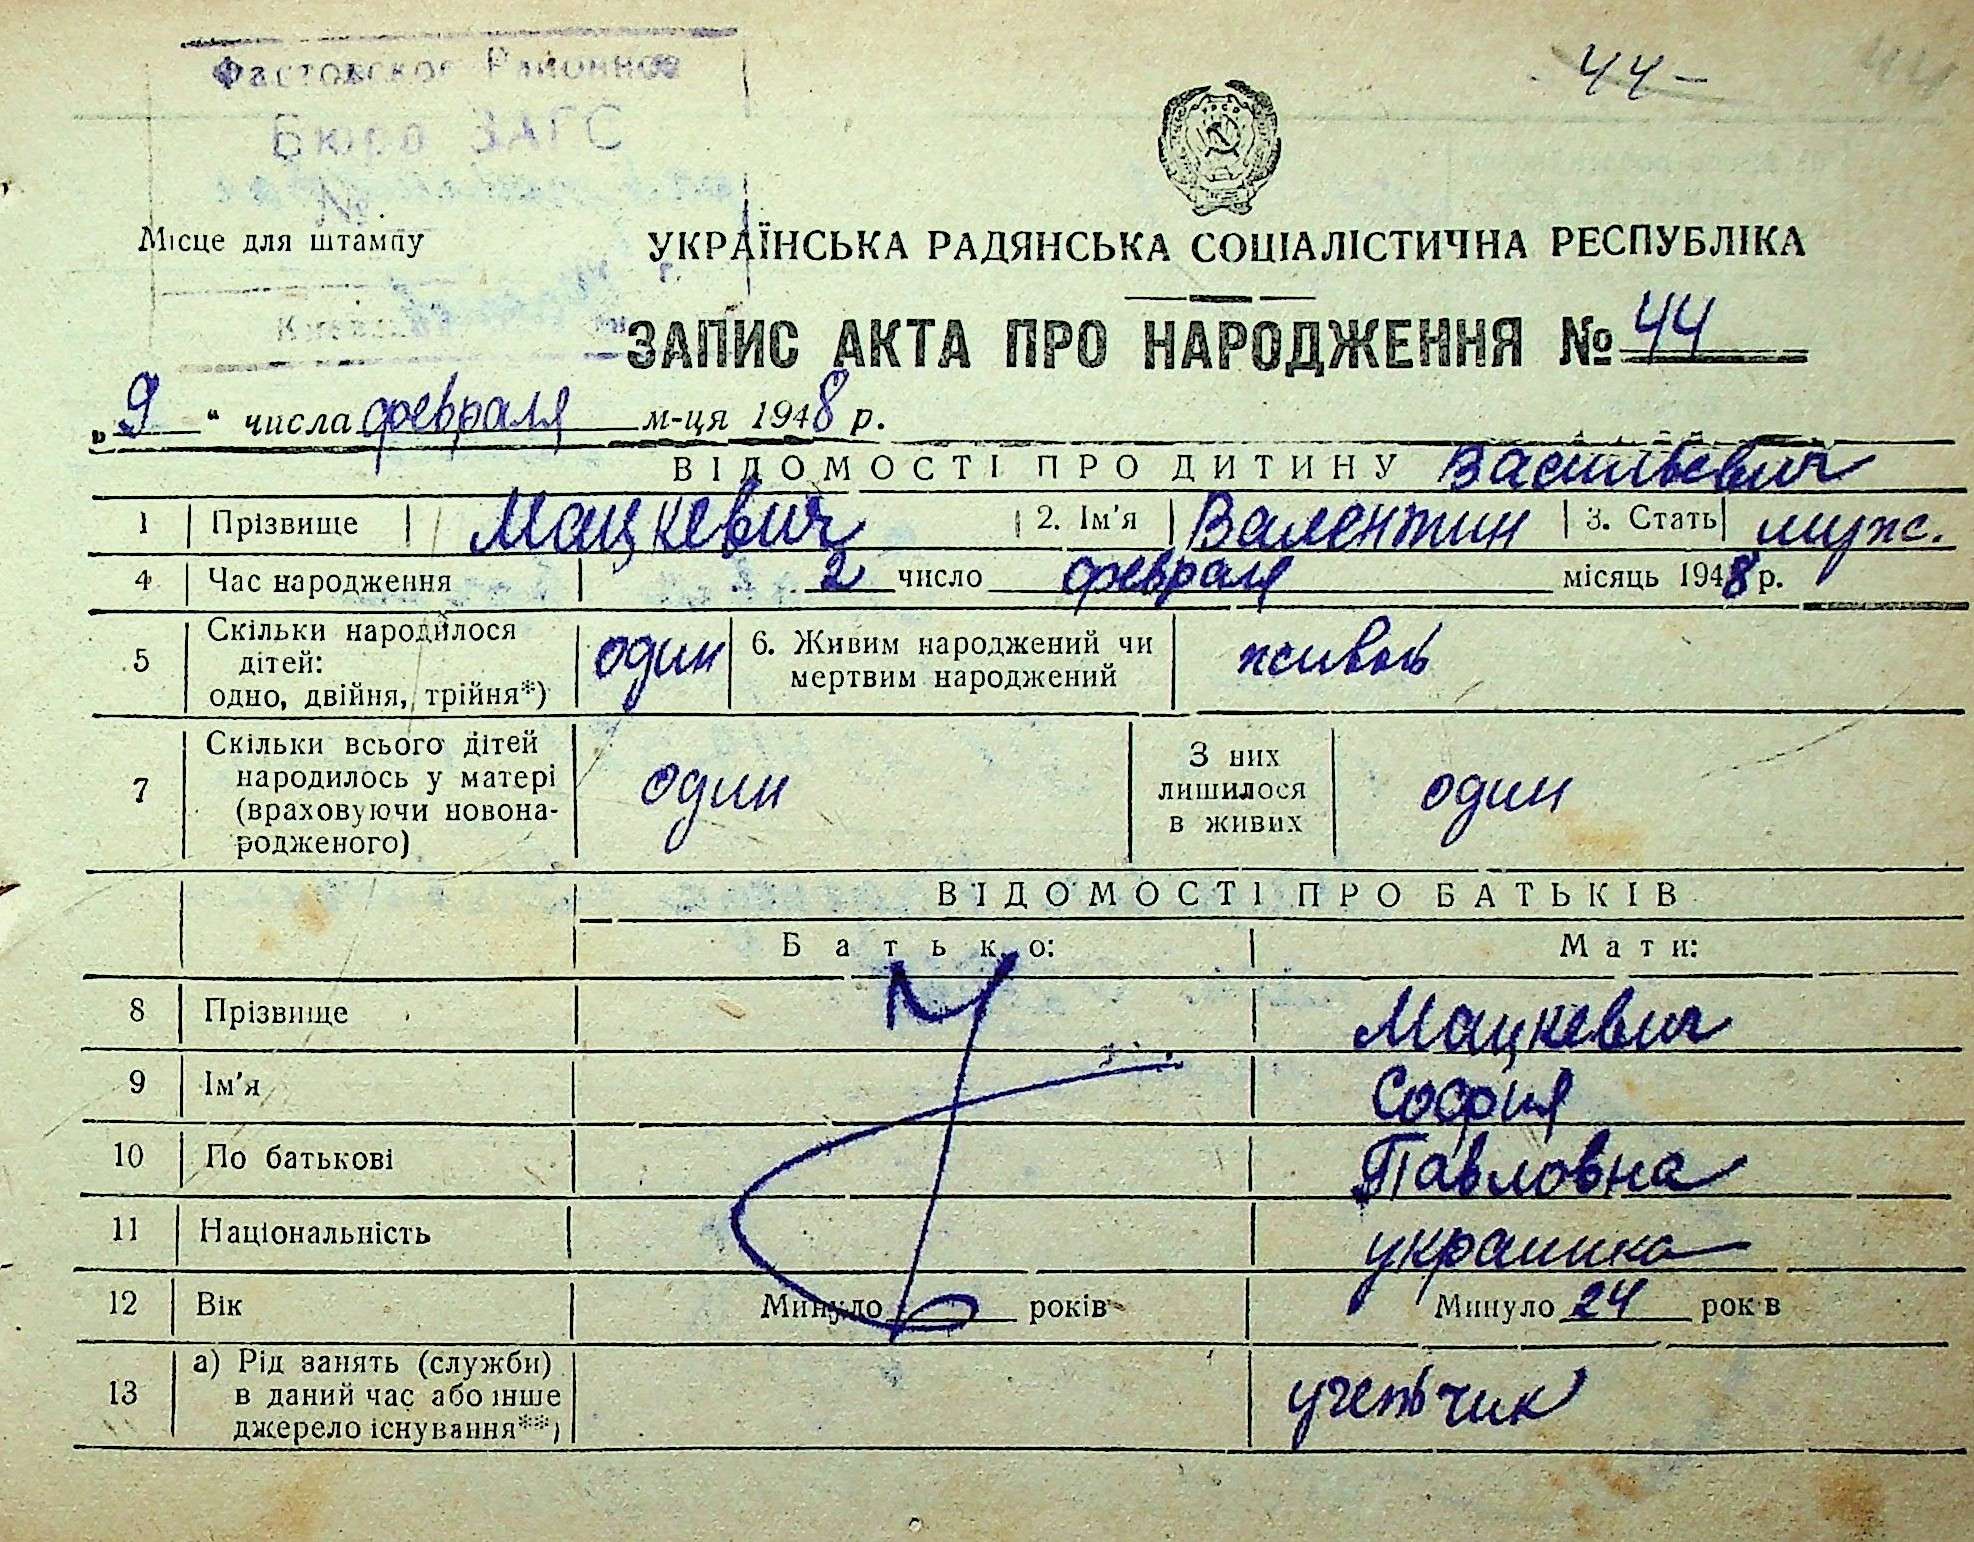 44-
44
Фастовское Районное
Бюро ЗАГС
Місце для штампу
г.
УКРАЇНСЬКА РАДЯНСЬКА СОЦІАЛІСТИЧНА РЕСПУБЛІКА
ЗАПИС АКТА ПРО НАРОДЖЕННЯ № 44
„9“ числа февраля м-ця 1948 р.
ВІДОМОСТІ ПРО ДИТИНУ Васильевич
1 Прізвище Мацкевич 2. Ім'я Валентин 3. Стать муж.
4 Час народження 2 число февраля місяць 1948 р.
5 Скільки народилося дітей: одно, двійня, трійня*) один 6. Живим народжений чи мертвим народжений живой
7 Скільки всього дітей народилось у матері (враховуючи новона-родженого) один З них лишилося в живих один
ВІДОМОСТІ ПРО БАТЬКІВ
Батько: Мати:
8 Прізвище Мацкевич
9 Ім'я София
10 По батькові Павловна
11 Національність украинка
12 Вік Минуло років Минуло 24 рок в
13 а) Рід занять (служби) в даний час або інше джерело існування**) учетчик